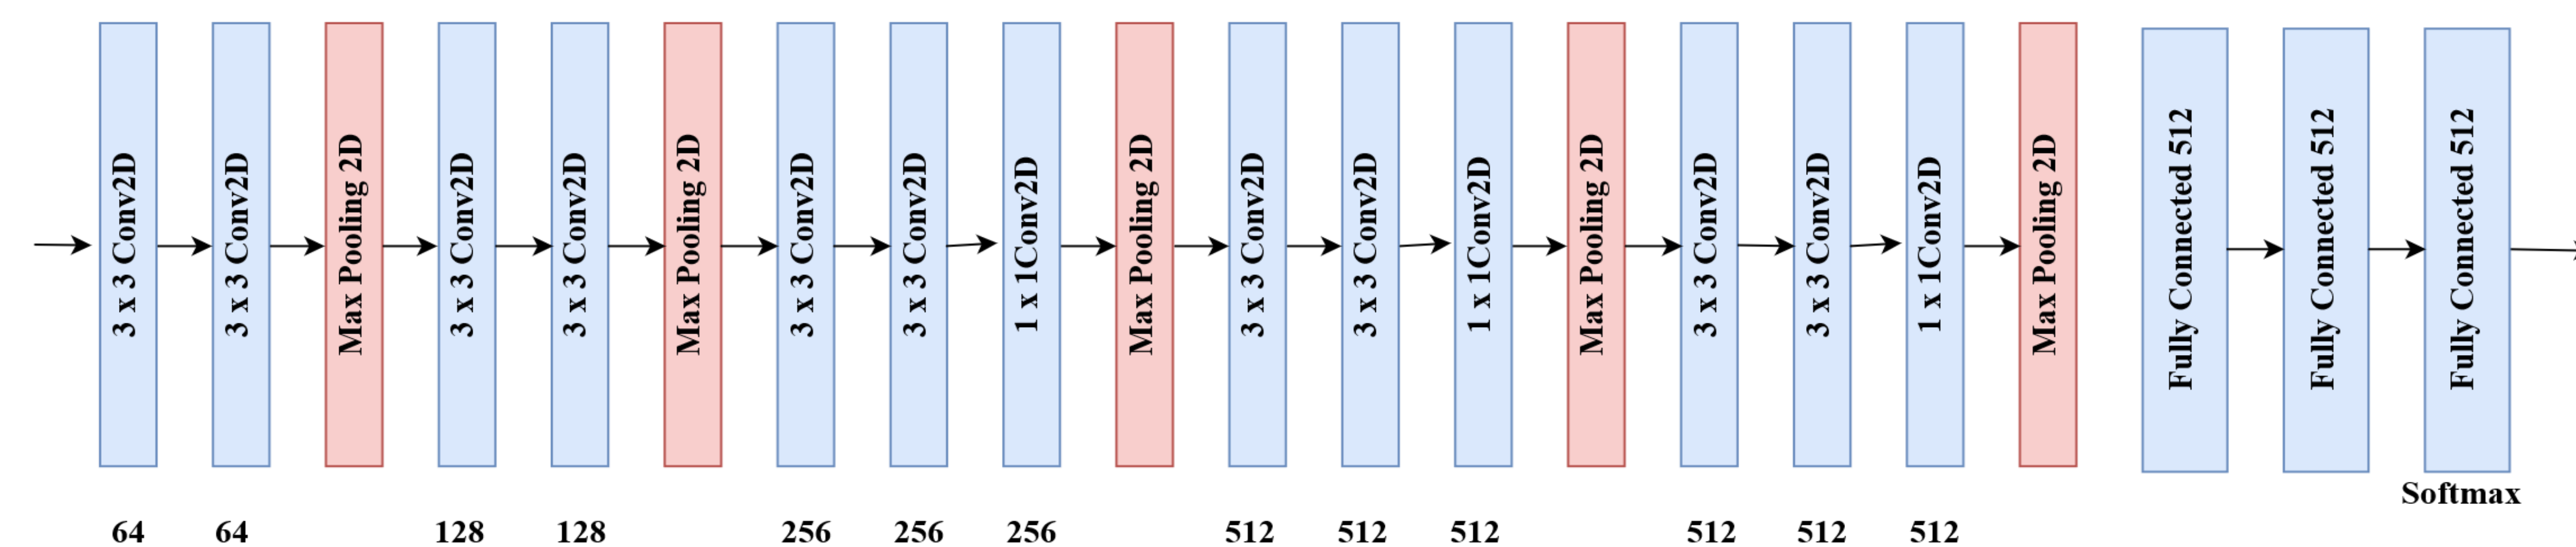 3 x 3 Conv2D
3 x 3 Conv2D
Max Pooling 2D
3 x 3 Conv2D
3 x 3 Conv2D
Max Pooling 2D
3 x 3 Conv2D
3 x 3 Conv2D
1 x 1Conv2D
Max Pooling 2D
3 x 3 Conv2D
3 x 3 Conv2D
1 x 1Conv2D
Max Pooling 2D
3 x 3 Conv2D
3 x 3 Conv2D
1 x 1Conv2D
Max Pooling 2D
Fully Connected 512
Fully Connected 512
Fully Connected 512
Softmax
64 64 128 128 256 256 256 512 512 512 512 512 512